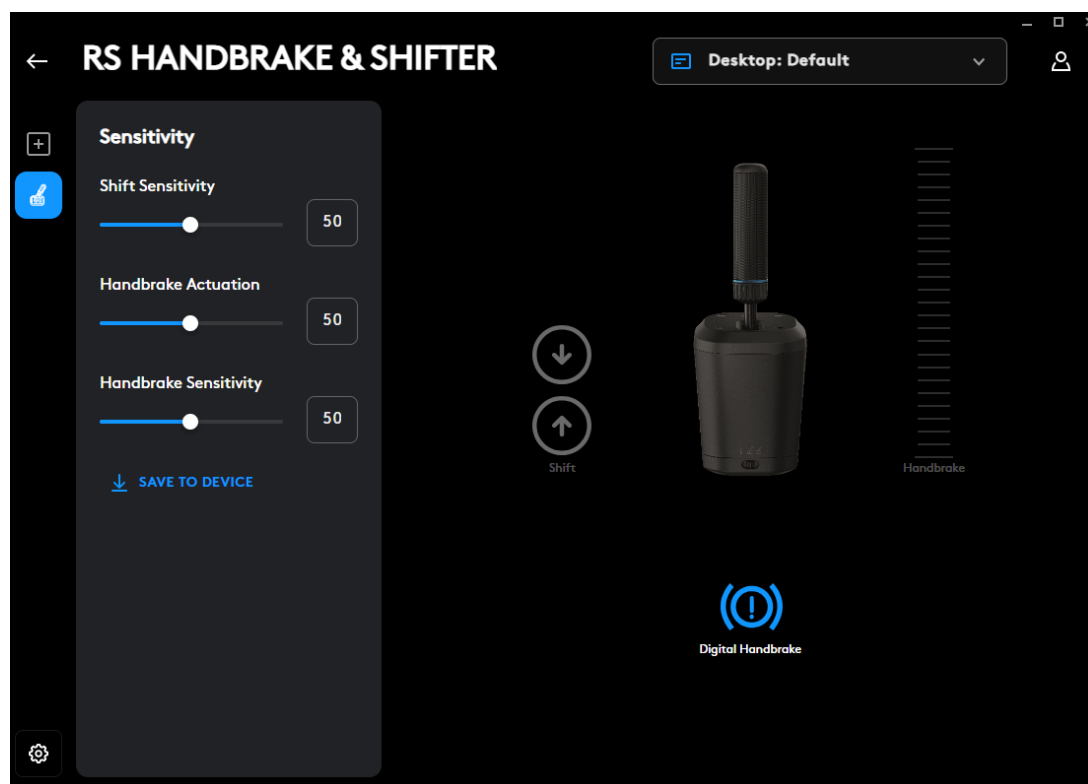 RS HANDBRAKE & SHIFTER
Desktop: Default
Sensitivity
Shift Sensitivity
50
Handbrake Actuation
50
Handbrake Sensitivity
50
SAVE TO DEVICE
Shift
Handbrake
Digital Handbrake